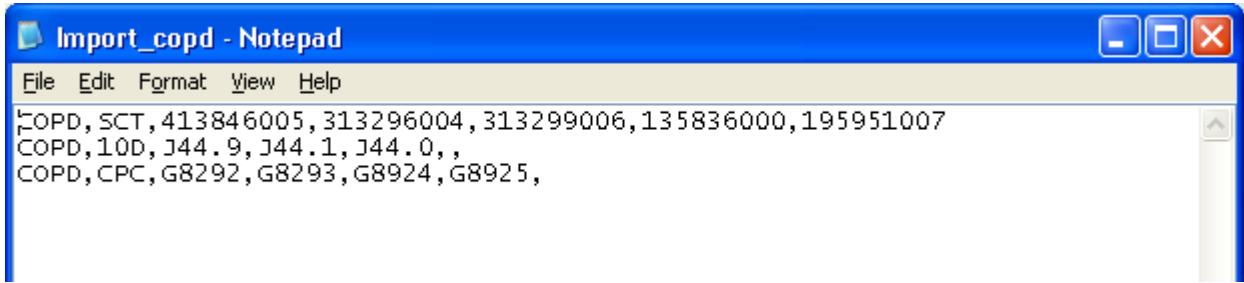 Import_copd - Notepad
File Edit Format View Help
COPD,SCT,413846005,313296004,313299006,135836000,195951007
COPD,10D,J44.9,J44.1,J44.0,,
COPD,CPC,G8292,G8293,G8924,G8925,